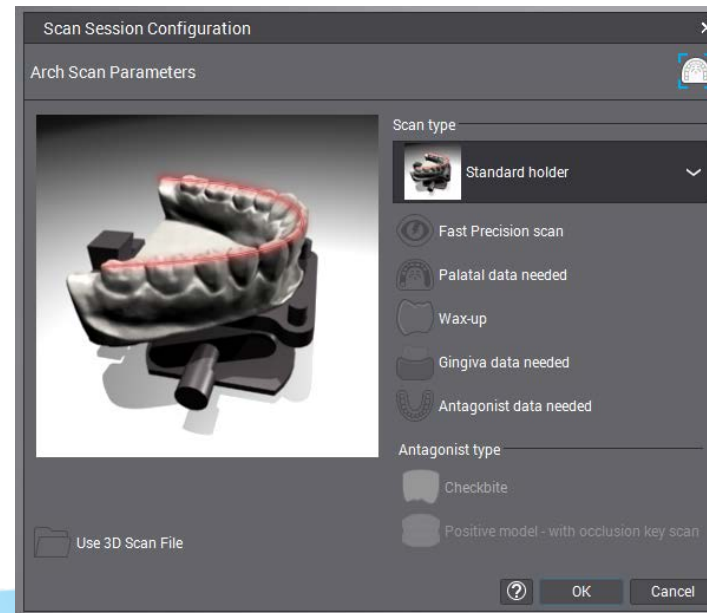 Scan Session Configuration
Arch Scan Parameters
Scan type
Standard holder
Fast Precision scan
Palatal data needed
Wax-up
Gingiva data needed
Antagonist data needed
Antagonist type
Checkbite
Positive model - with occlusion key scan
Use 3D Scan File
? OK Cancel